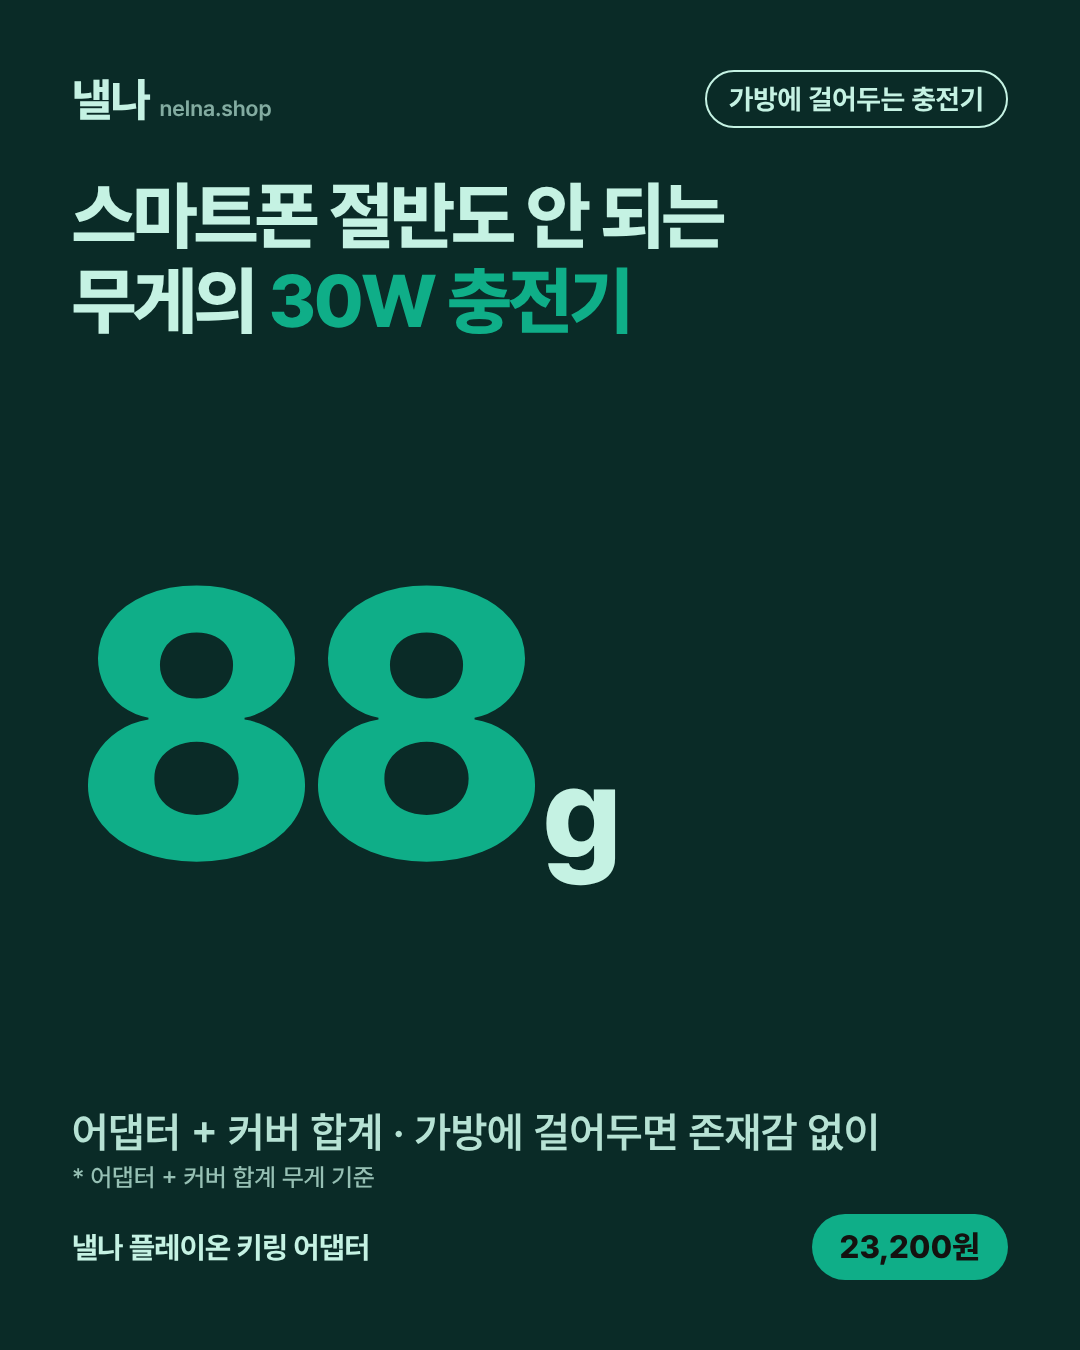 냴나 nelna.shop
가방에 걸어두는 충전기
스마트폰 절반도 안 되는
무게의 30W 충전기
88g
어댑터 + 커버 합계 · 가방에 걸어두면 존재감 없이
* 어댑터 + 커버 합계 무게 기준
냴나 플레이온 키링 어댑터
23,200원